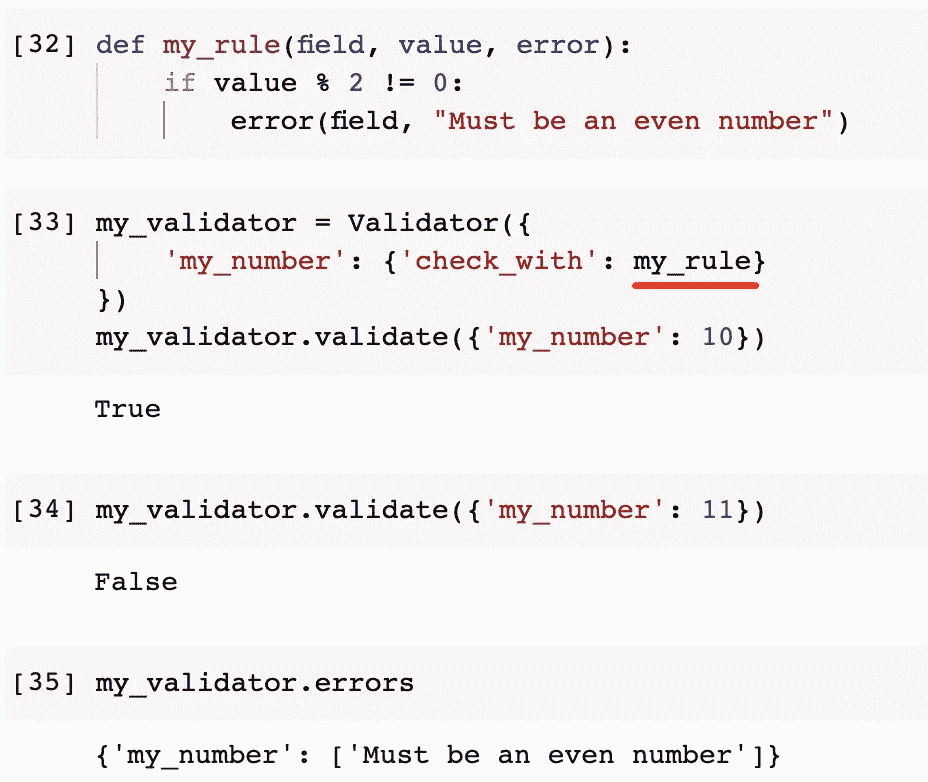 [32] def my_rule(field, value, error):
if value % 2 != 0:
error(field, "Must be an even number")
[33] my_validator = Validator({
'my_number': {'check_with': my_rule}
})
my_validator.validate({'my_number': 10})
True
[34] my_validator.validate({'my_number': 11})
False
[35] my_validator.errors
{'my_number': ['Must be an even number']}